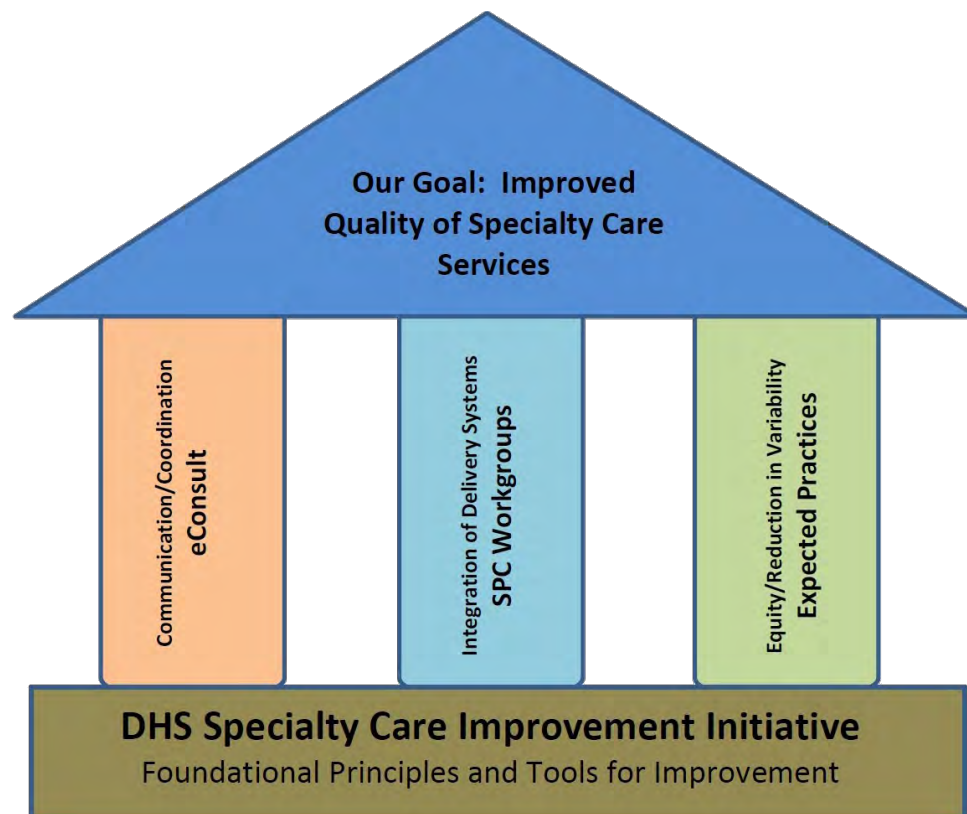 Our Goal: Improved
Quality of Specialty Care
Services
Communication/Coordination
eConsult
Integration of Delivery Systems
SPC Workgroups
Equity/Reduction in Variability
Expected Practices
DHS Specialty Care Improvement Initiative
Foundational Principles and Tools for Improvement